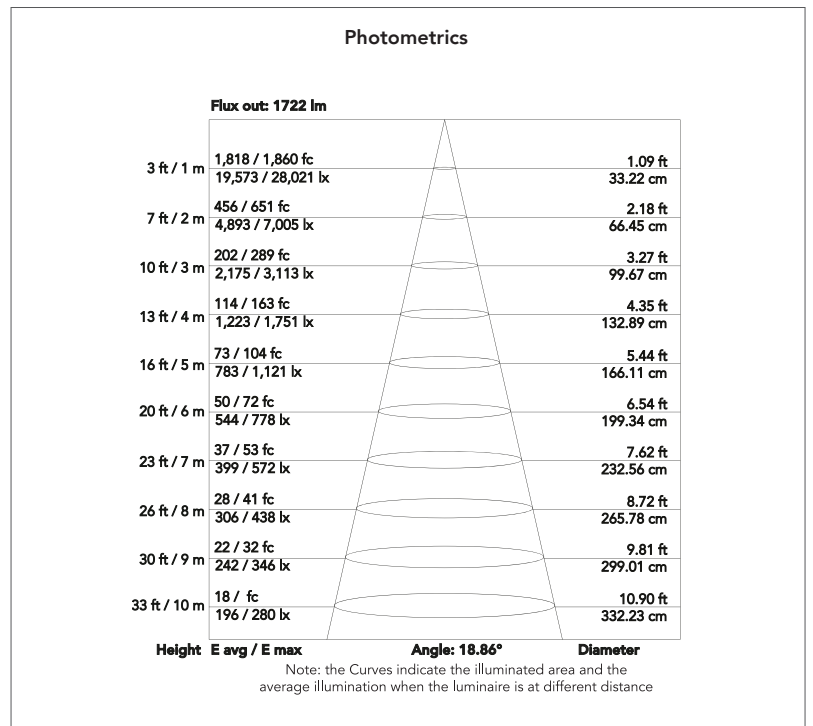 Photometrics
Flux out: 1722 lm
3 ft / 1 m
1,818 / 1,860 fc
19,573 / 28,021 lx
1.09 ft
33.22 cm
7 ft / 2 m
456 / 651 fc
4,893 / 7,005 lx
2.18 ft
66.45 cm
10 ft / 3 m
202 / 289 fc
2,175 / 3,113 lx
3.27 ft
99.67 cm
13 ft / 4 m
114 / 163 fc
1,223 / 1,751 lx
4.35 ft
132.89 cm
16 ft / 5 m
73 / 104 fc
783 / 1,121 lx
5.44 ft
166.11 cm
20 ft / 6 m
50 / 72 fc
544 / 778 lx
6.54 ft
199.34 cm
23 ft / 7 m
37 / 53 fc
399 / 572 lx
7.62 ft
232.56 cm
26 ft / 8 m
28 / 41 fc
306 / 438 lx
8.72 ft
265.78 cm
30 ft / 9 m
22 / 32 fc
242 / 346 lx
9.81 ft
299.01 cm
33 ft / 10 m
18 / fc
196 / 280 lx
10.90 ft
332.23 cm
Height E avg / E max Angle: 18.86° Diameter
Note: the Curves indicate the illuminated area and the
average illumination when the luminaire is at different distance